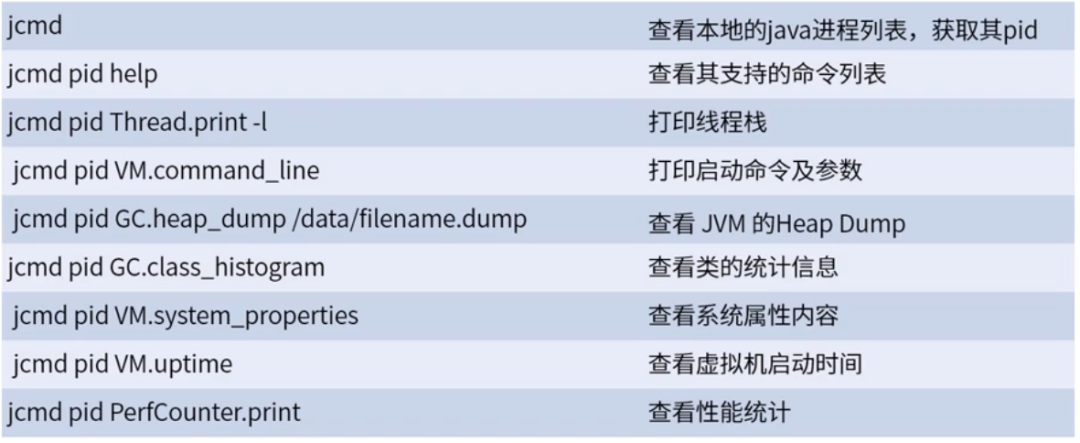 jcmd 查看本地的java进程列表，获取其pid
jcmd pid help 查看其支持的命令列表
jcmd pid Thread.print -l 打印线程栈
jcmd pid VM.command_line 打印启动命令及参数
jcmd pid GC.heap_dump /data/filename.dump 查看 JVM 的Heap Dump
jcmd pid GC.class_histogram 查看类的统计信息
jcmd pid VM.system_properties 查看系统属性内容
jcmd pid VM.uptime 查看虚拟机启动时间
jcmd pid PerfCounter.print 查看性能统计